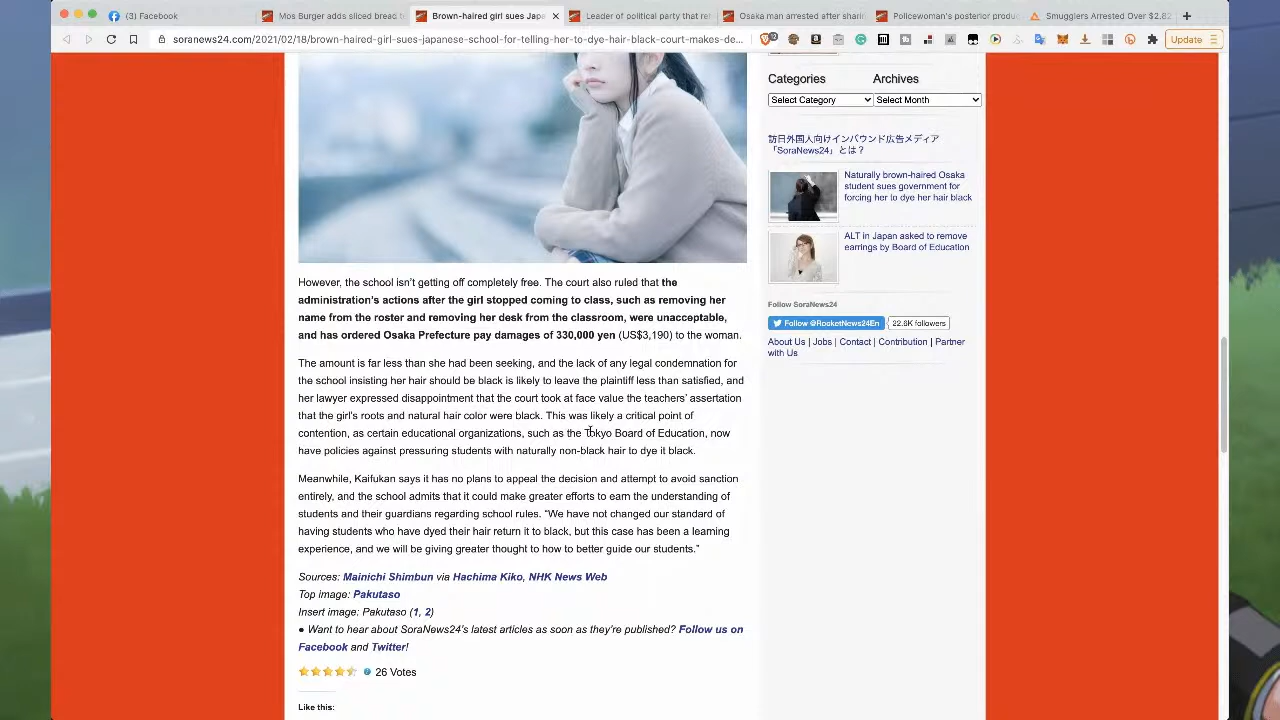 (3) Facebook
Mos Burger adds sliced bread to
Brown-haired girl sues Jape
Leader of political party that ren
Osaka man arrested after sharin
Policewoman's posterior produc
Smugglers Arrested Over $2.82
soranews24.com/2021/02/18/brown-haired-girl-sues-japanese-school-for-telling-her-to-dye-hair-black-court-makes-de...
Update
Categories
Archives
Select Category
Select Month
訪日外国人向けインバウンド広告メディア
「SoraNews24」とは？
Naturally brown-haired Osaka
student sues government for
forcing her to dye her hair black
ALT in Japan asked to remove
earrings by Board of Education
Follow SoraNews24
Follow @RocketNews24En
22.6K followers
About Us | Jobs | Contact | Contribution | Partner
with Us
However, the school isn't getting off completely free. The court also ruled that the
administration's actions after the girl stopped coming to class, such as removing her
name from the roster and removing her desk from the classroom, were unacceptable,
and has ordered Osaka Prefecture pay damages of 330,000 yen (US$3,190) to the woman.
The amount is far less than she had been seeking, and the lack of any legal condemnation for
the school insisting her hair should be black is likely to leave the plaintiff less than satisfied, and
her lawyer expressed disappointment that the court took at face value the teachers' assertation
that the girl's roots and natural hair color were black. This was likely a critical point of
contention, as certain educational organizations, such as the Tokyo Board of Education, now
have policies against pressuring students with naturally non-black hair to dye it black.
Meanwhile, Kaifukan says it has no plans to appeal the decision and attempt to avoid sanction
entirely, and the school admits that it could make greater efforts to earn the understanding of
students and their guardians regarding school rules. "We have not changed our standard of
having students who have dyed their hair return it to black, but this case has been a learning
experience, and we will be giving greater thought to how to better guide our students."
Sources: Mainichi Shimbun via Hachima Kiko, NHK News Web
Top image: Pakutaso
Insert image: Pakutaso (1, 2)
● Want to hear about SoraNews24's latest articles as soon as they're published? Follow us on
Facebook and Twitter!
26 Votes
Like this: